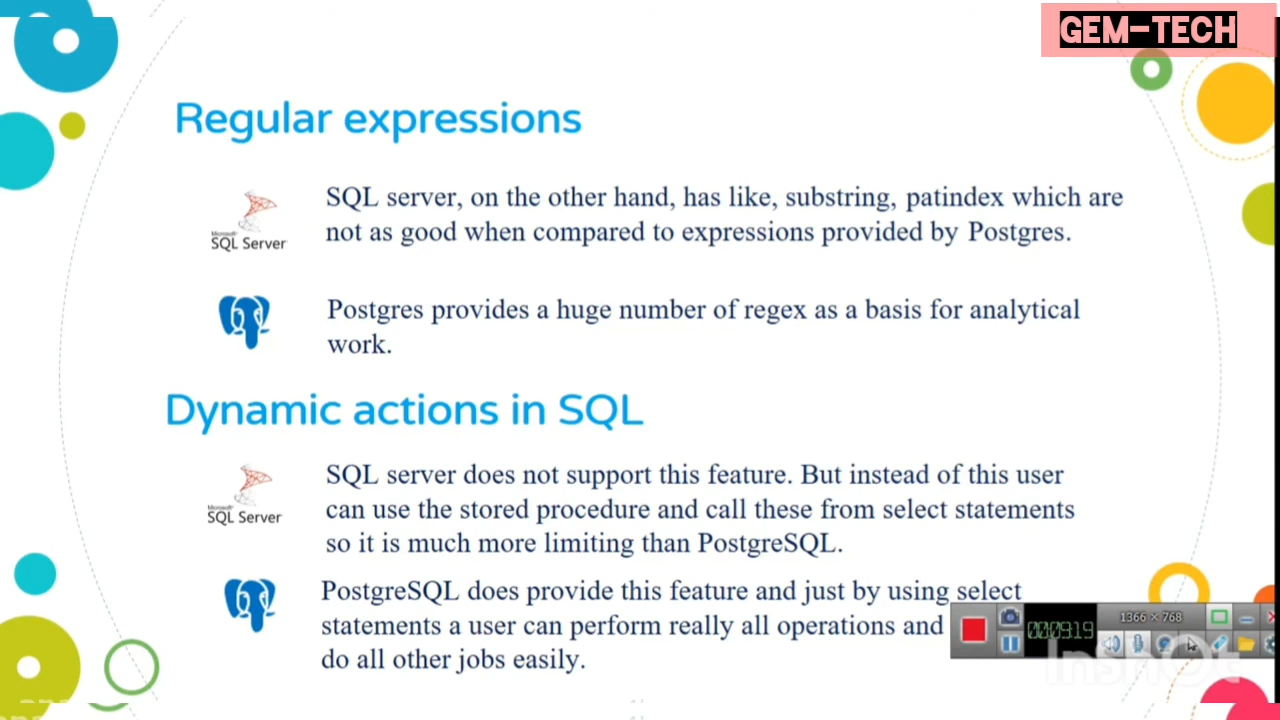 GEM-TECH
Regular expressions
SQL server, on the other hand, has like, substring, patindex which are
not as good when compared to expressions provided by Postgres.
Microsoft
SQL Server
Postgres provides a huge number of regex as a basis for analytical
work.
Dynamic actions in SQL
SQL server does not support this feature. But instead of this user
can use the stored procedure and call these from select statements
so it is much more limiting than PostgreSQL.
Microsoft
SQL Server
PostgreSQL does provide this feature and just by using select
statements a user can perform really all operations and
do all other jobs easily.
1366 × 768
000919
InShOt